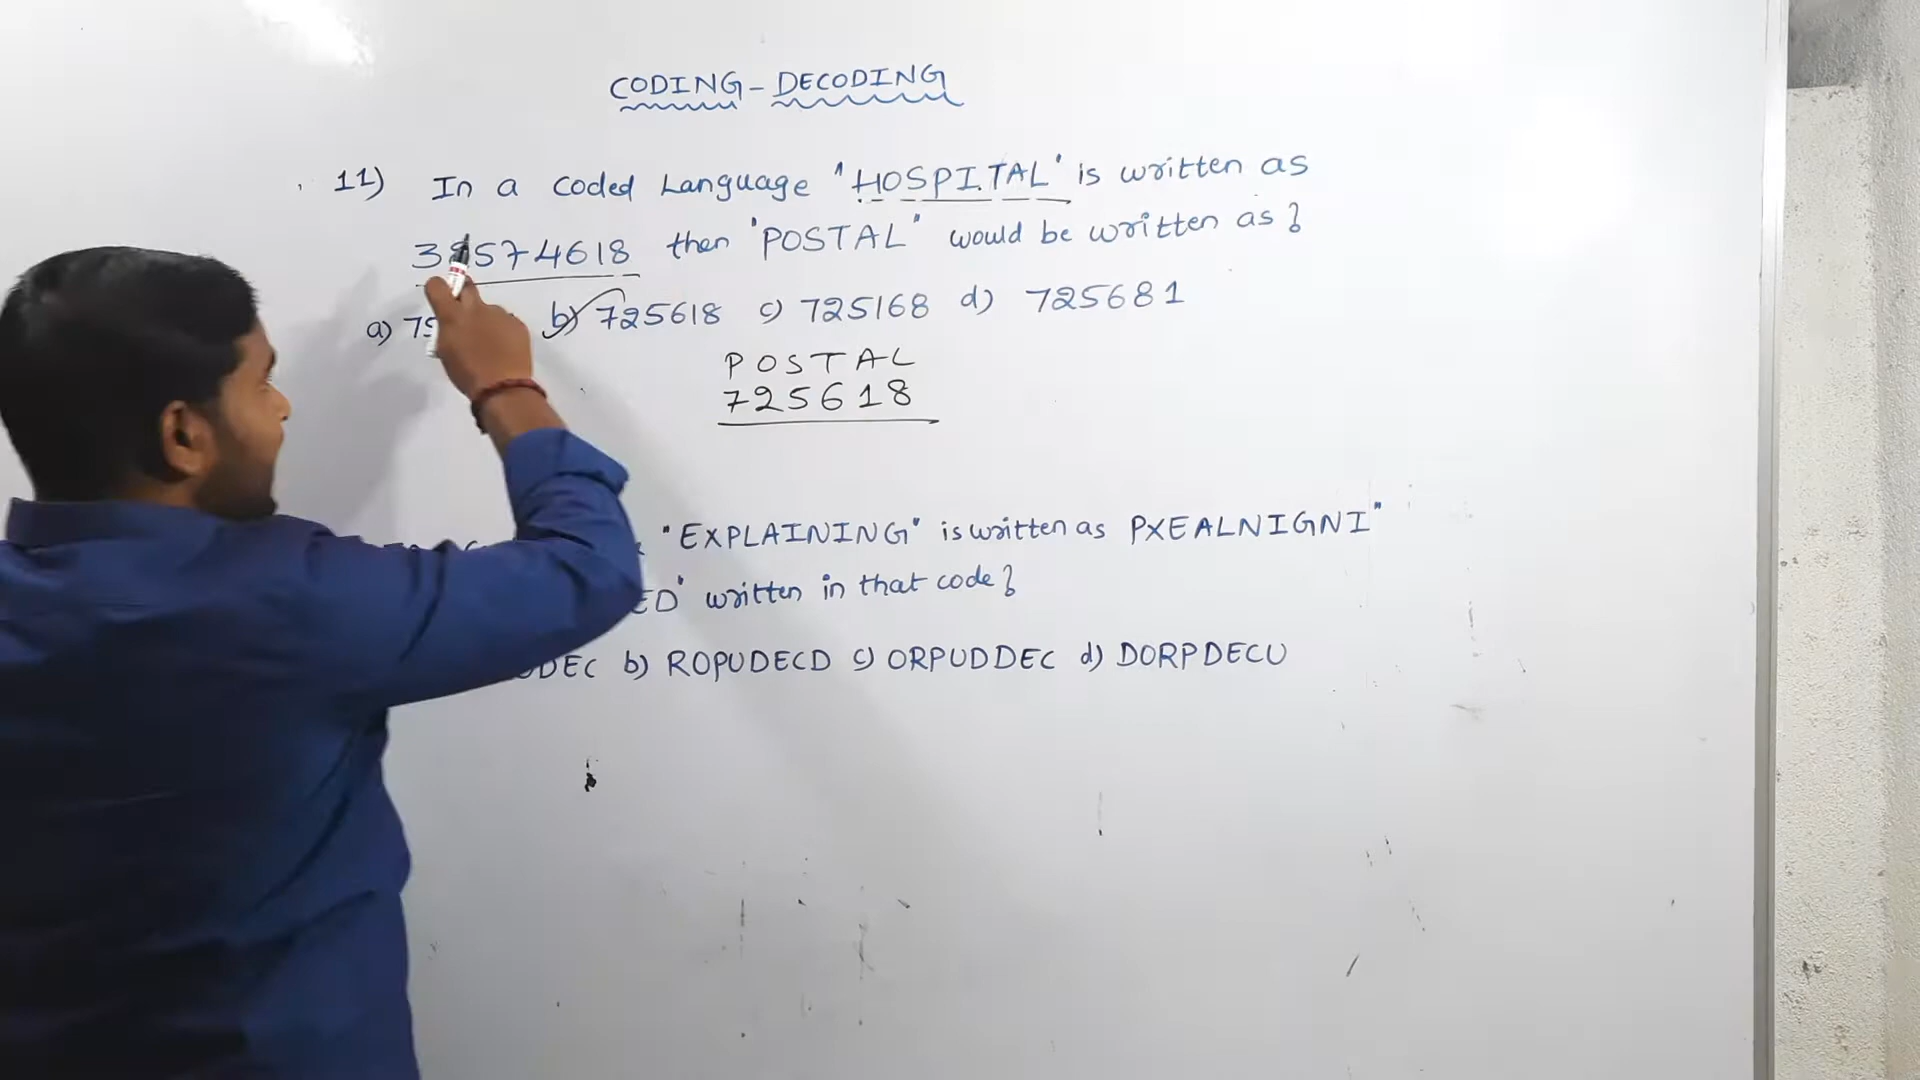 CODING - DECODING
11) In a coded Language "HOSPITAL" is written as
32574618 then "POSTAL" would be written as?
a) b) 725618 c) 725168 d) 725681
POSTAL
725618
"EXPLAINING" is written as PXEALNIGNI"
written in that code?
b) ROPUDECD c) ORPUDDEC d) DORPDECU